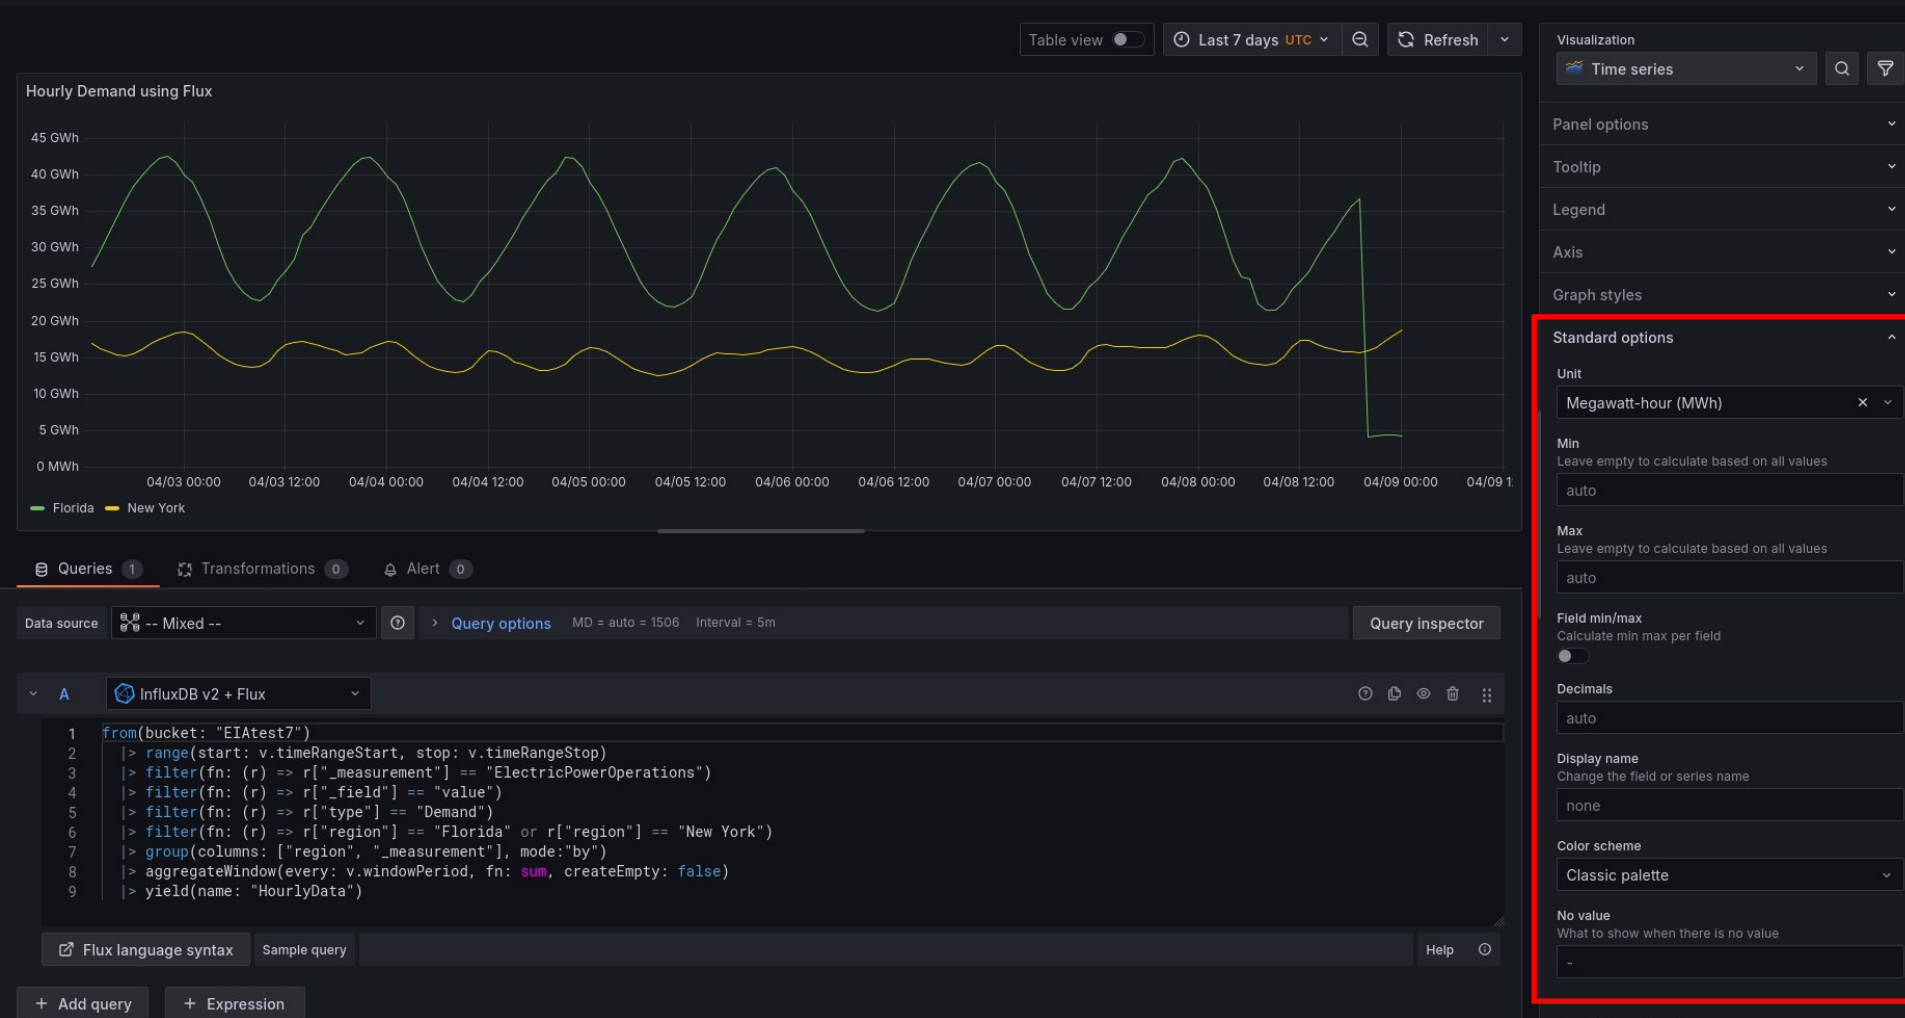 Table view
Last 7 days UTC
Refresh
Hourly Demand using Flux
45 GWh
40 GWh
35 GWh
30 GWh
25 GWh
20 GWh
15 GWh
10 GWh
5 GWh
0 MWh
04/03 00:00 04/03 12:00 04/04 00:00 04/04 12:00 04/05 00:00 04/05 12:00 04/06 00:00 04/06 12:00 04/07 00:00 04/07 12:00 04/08 00:00 04/08 12:00 04/09 00:00 04/09 1
Florida New York
Queries 1 Transformations 0 Alert 0
Data source -- Mixed -- Query options MD = auto = 1506 Interval = 5m Query inspector
A InfluxDB v2 + Flux
1 from(bucket: "EIAtest7")
2 |> range(start: v.timeRangeStart, stop: v.timeRangeStop)
3 |> filter(fn: (r) => r["_measurement"] == "ElectricPowerOperations")
4 |> filter(fn: (r) => r["_field"] == "value")
5 |> filter(fn: (r) => r["type"] == "Demand")
6 |> filter(fn: (r) => r["region"] == "Florida" or r["region"] == "New York")
7 |> group(columns: ["region", "_measurement"], mode:"by")
8 |> aggregateWindow(every: v.windowPeriod, fn: sum, createEmpty: false)
9 |> yield(name: "HourlyData")
Flux language syntax Sample query Help
+ Add query + Expression
Visualization
Time series
Panel options
Tooltip
Legend
Axis
Graph styles
Standard options
Unit
Megawatt-hour (MWh)
Min
Leave empty to calculate based on all values
auto
Max
Leave empty to calculate based on all values
auto
Field min/max
Calculate min max per field
Decimals
auto
Display name
Change the field or series name
none
Color scheme
Classic palette
No value
What to show when there is no value
-